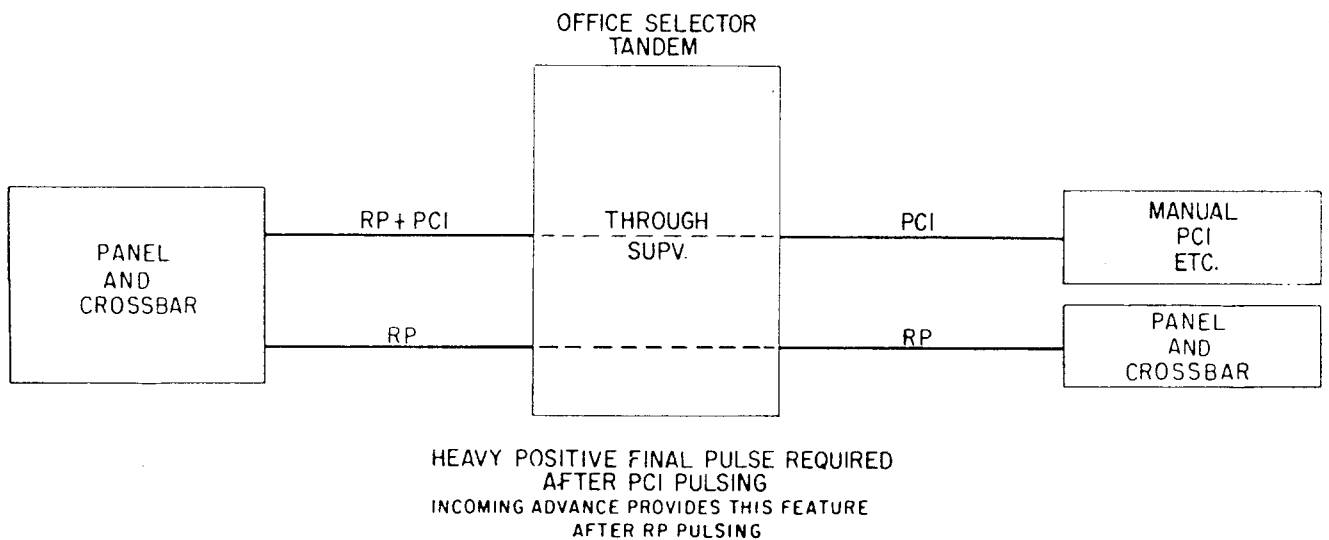 OFFICE SELECTOR
TANDEM
PANEL
AND
CROSSBAR
RP + PCI
RP
THROUGH
SUPV.
PCI
RP
MANUAL
PCI
ETC.
PANEL
AND
CROSSBAR
HEAVY POSITIVE FINAL PULSE REQUIRED
AFTER PCI PULSING
INCOMING ADVANCE PROVIDES THIS FEATURE
AFTER RP PULSING